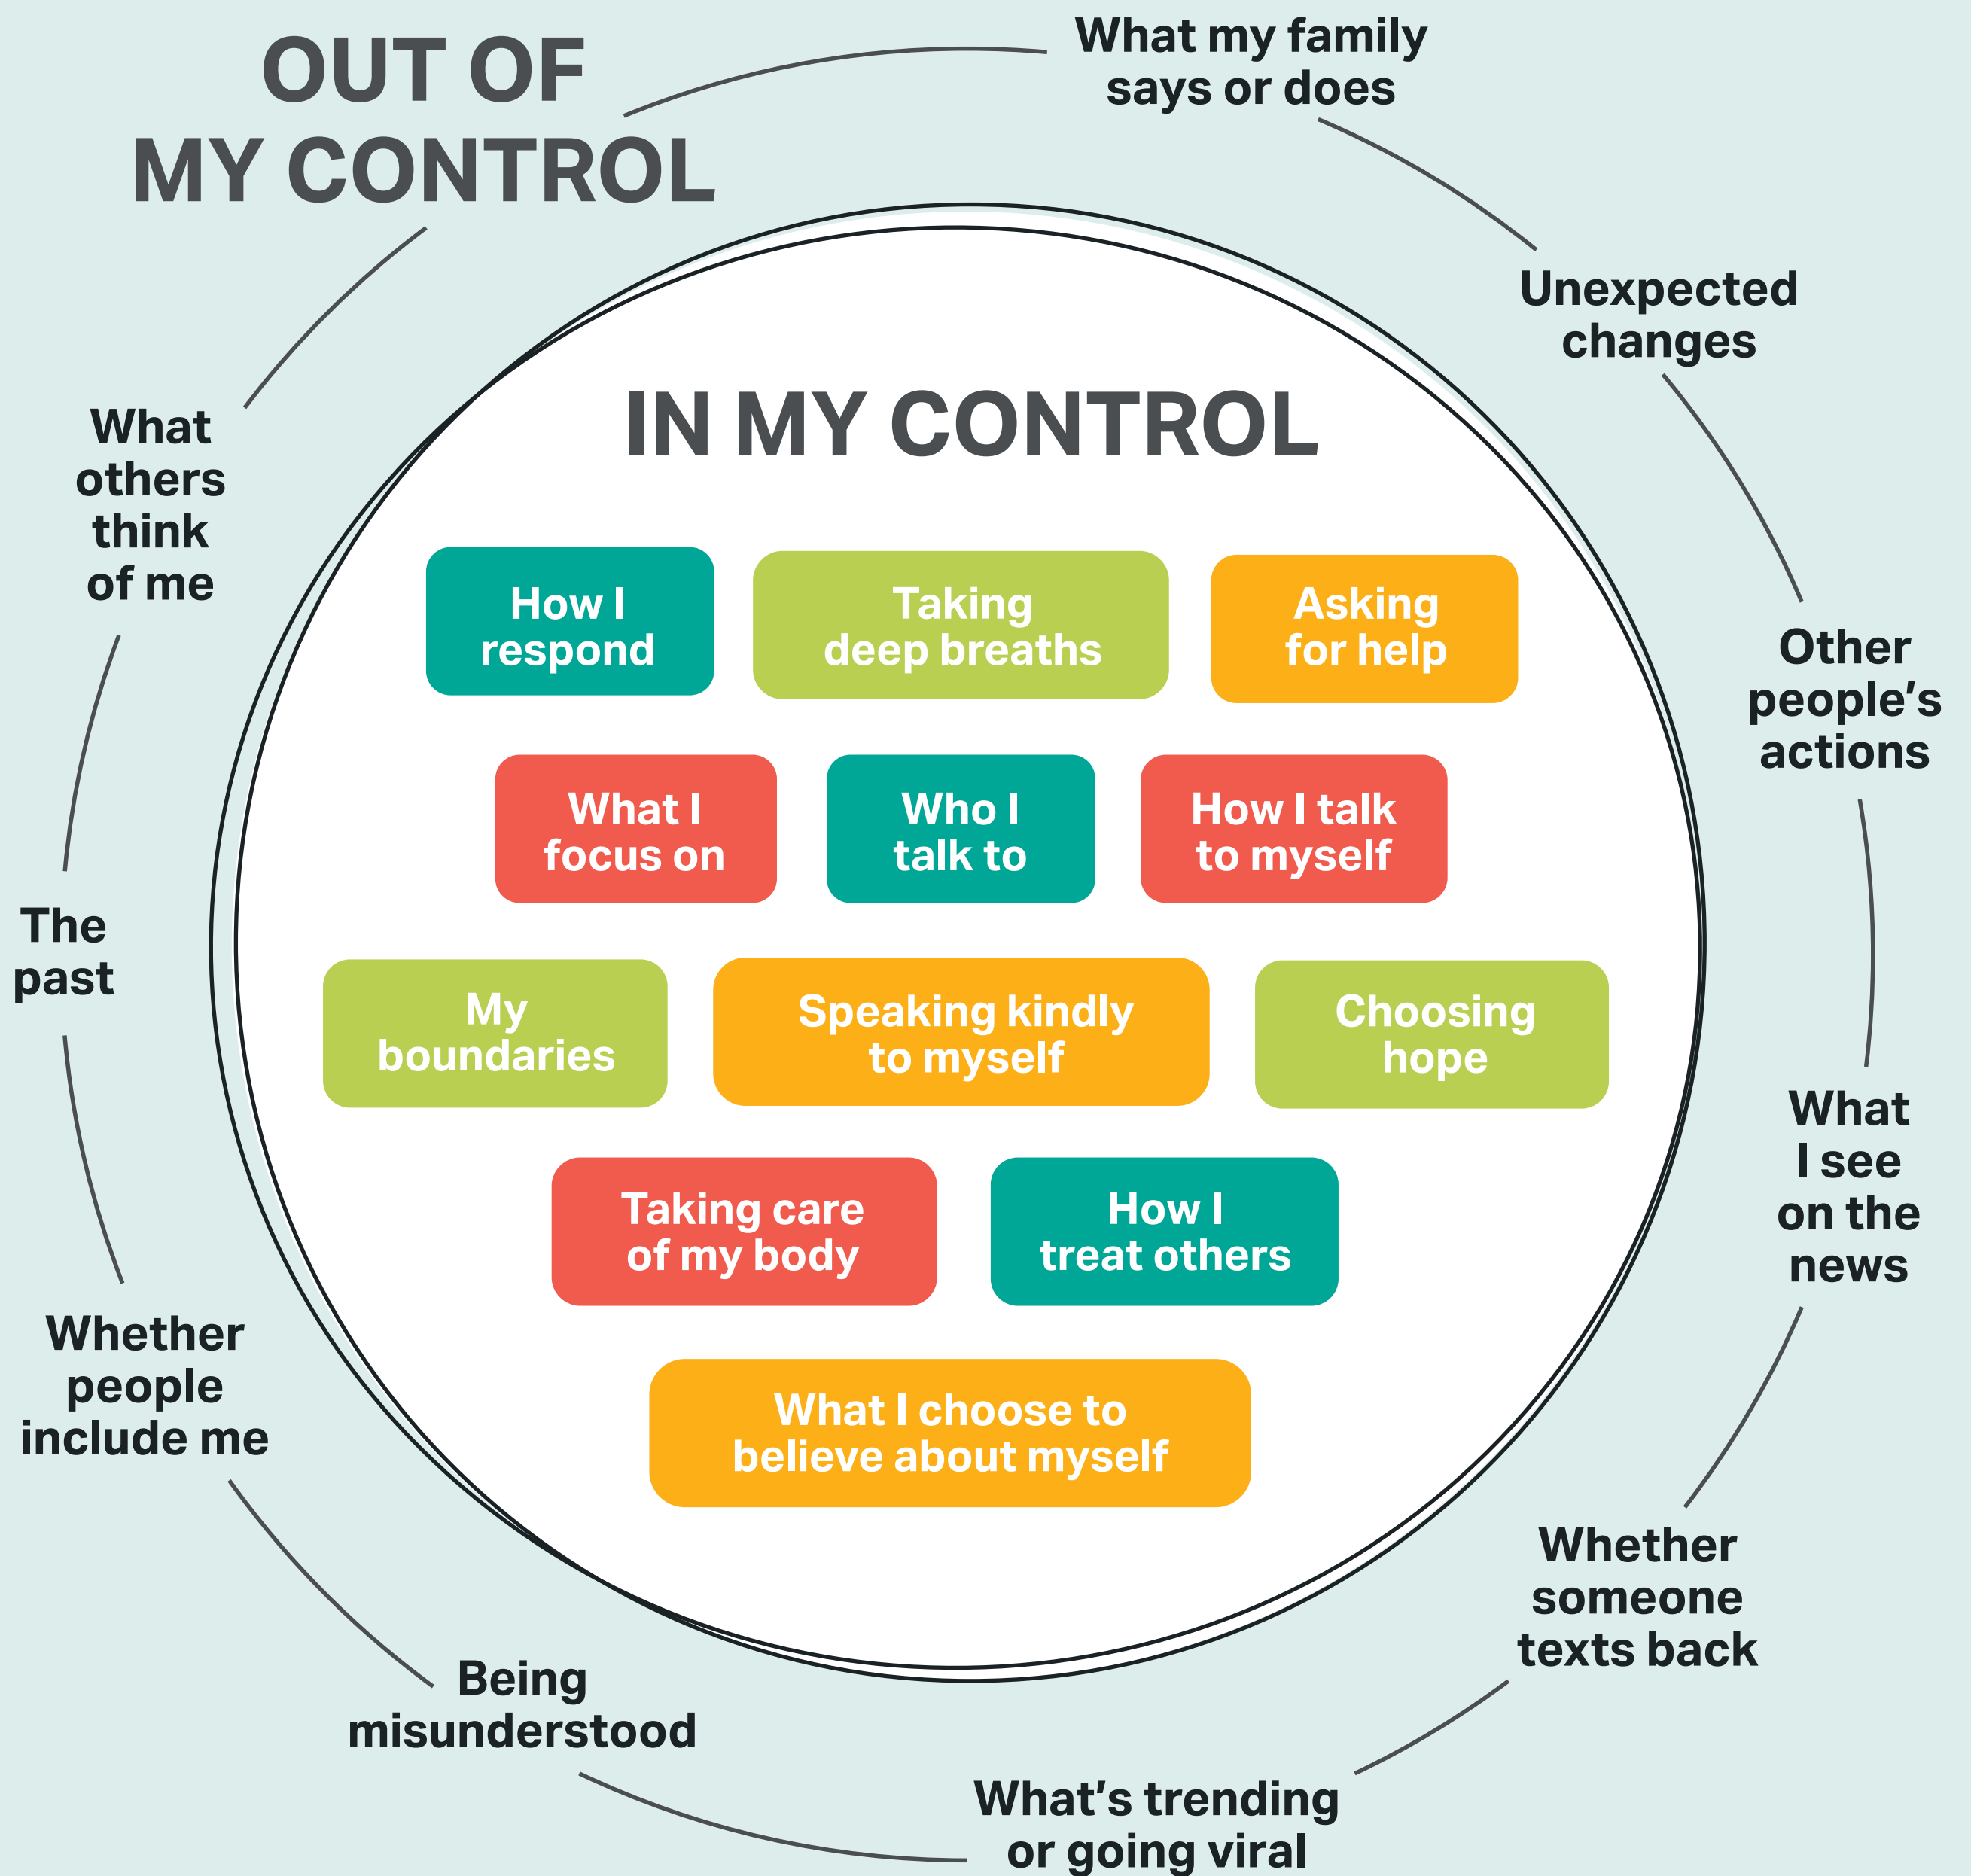 OUT OF
MY CONTROL
What my family
says or does
Unexpected
changes
Other
people's
actions
What
I see
on the
news
Whether
someone
texts back
What's trending
or going viral
Being
misunderstood
Whether
people
include me
The
past
What
others
think
of me
IN MY CONTROL
How I
respond
Taking
deep breaths
Asking
for help
What I
focus on
Who I
talk to
How I talk
to myself
My
boundaries
Speaking kindly
to myself
Choosing
hope
Taking care
of my body
How I
treat others
What I choose to
believe about myself